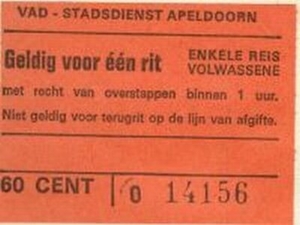 VAD - STADSDIENST APELDOORN
Geldig voor één rit ENKELE REIS
VOLWASSENE
met recht van overstappen binnen 1 uur.
Niet geldig voor terugrit op de lijn van afgifte.
60 CENT 0 14156